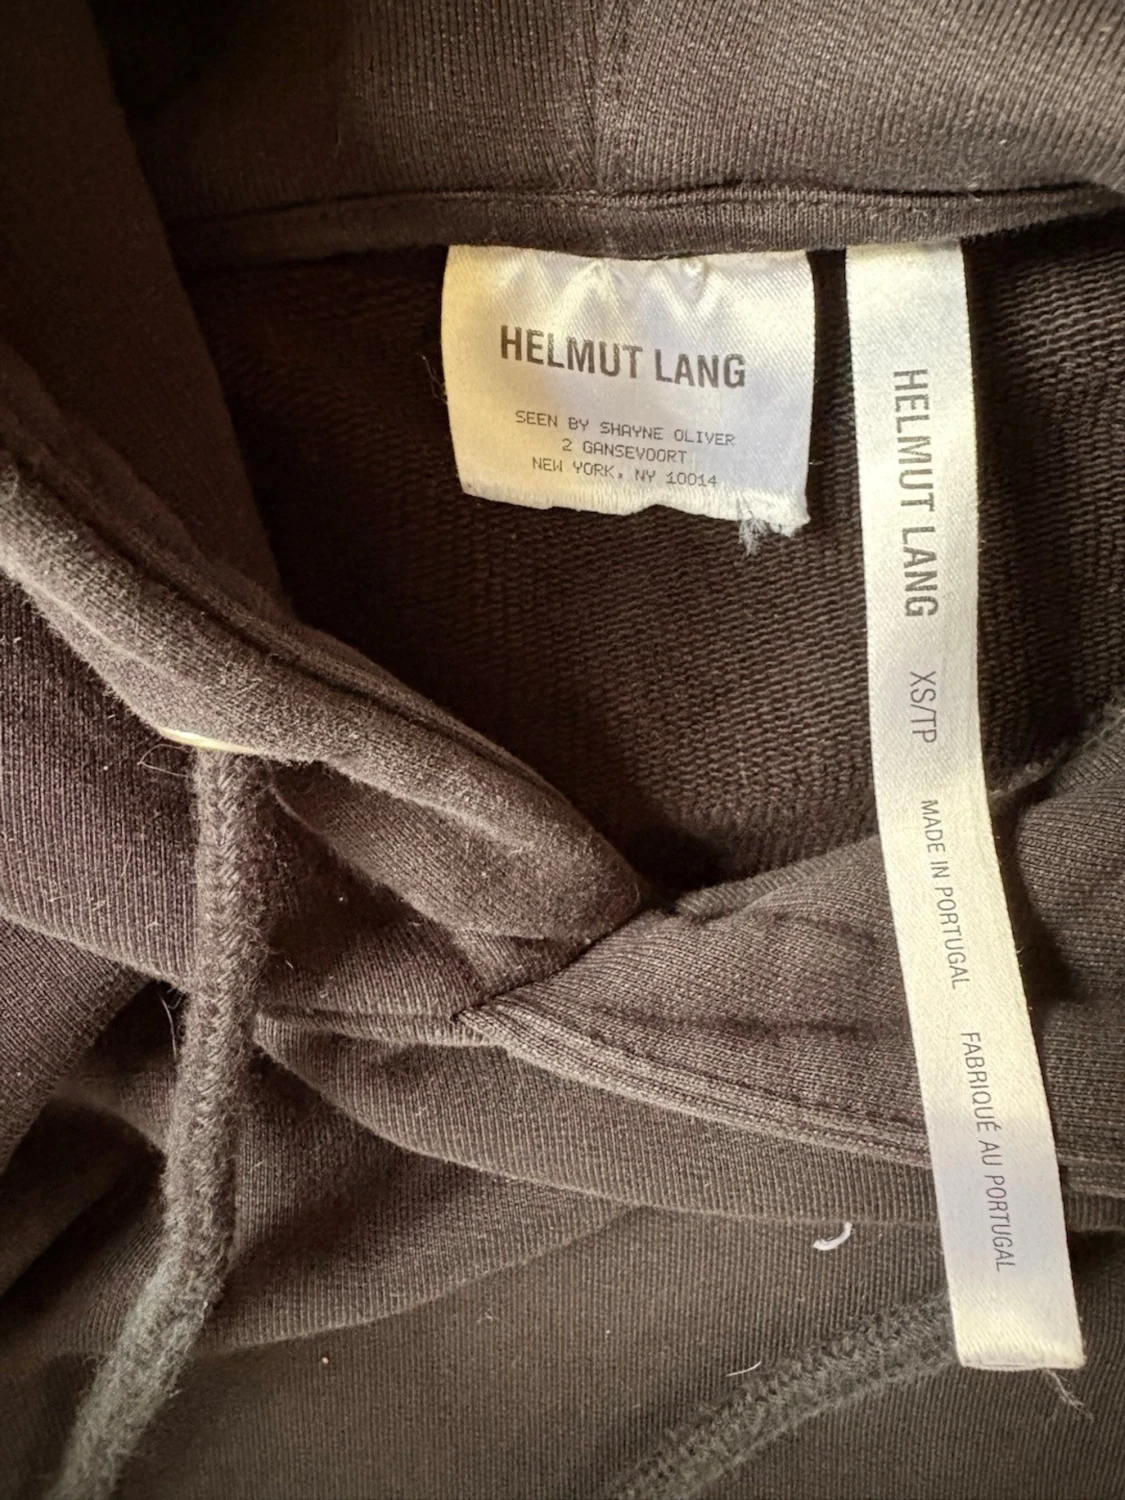 HELMUT LANG
SEEN BY SHAYNE OLIVER
2 GANSEVOORT
NEW YORK, NY 10014
HELMUT LANG XS/TP MADE IN PORTUGAL FABRIQUÉ AU PORTUGAL